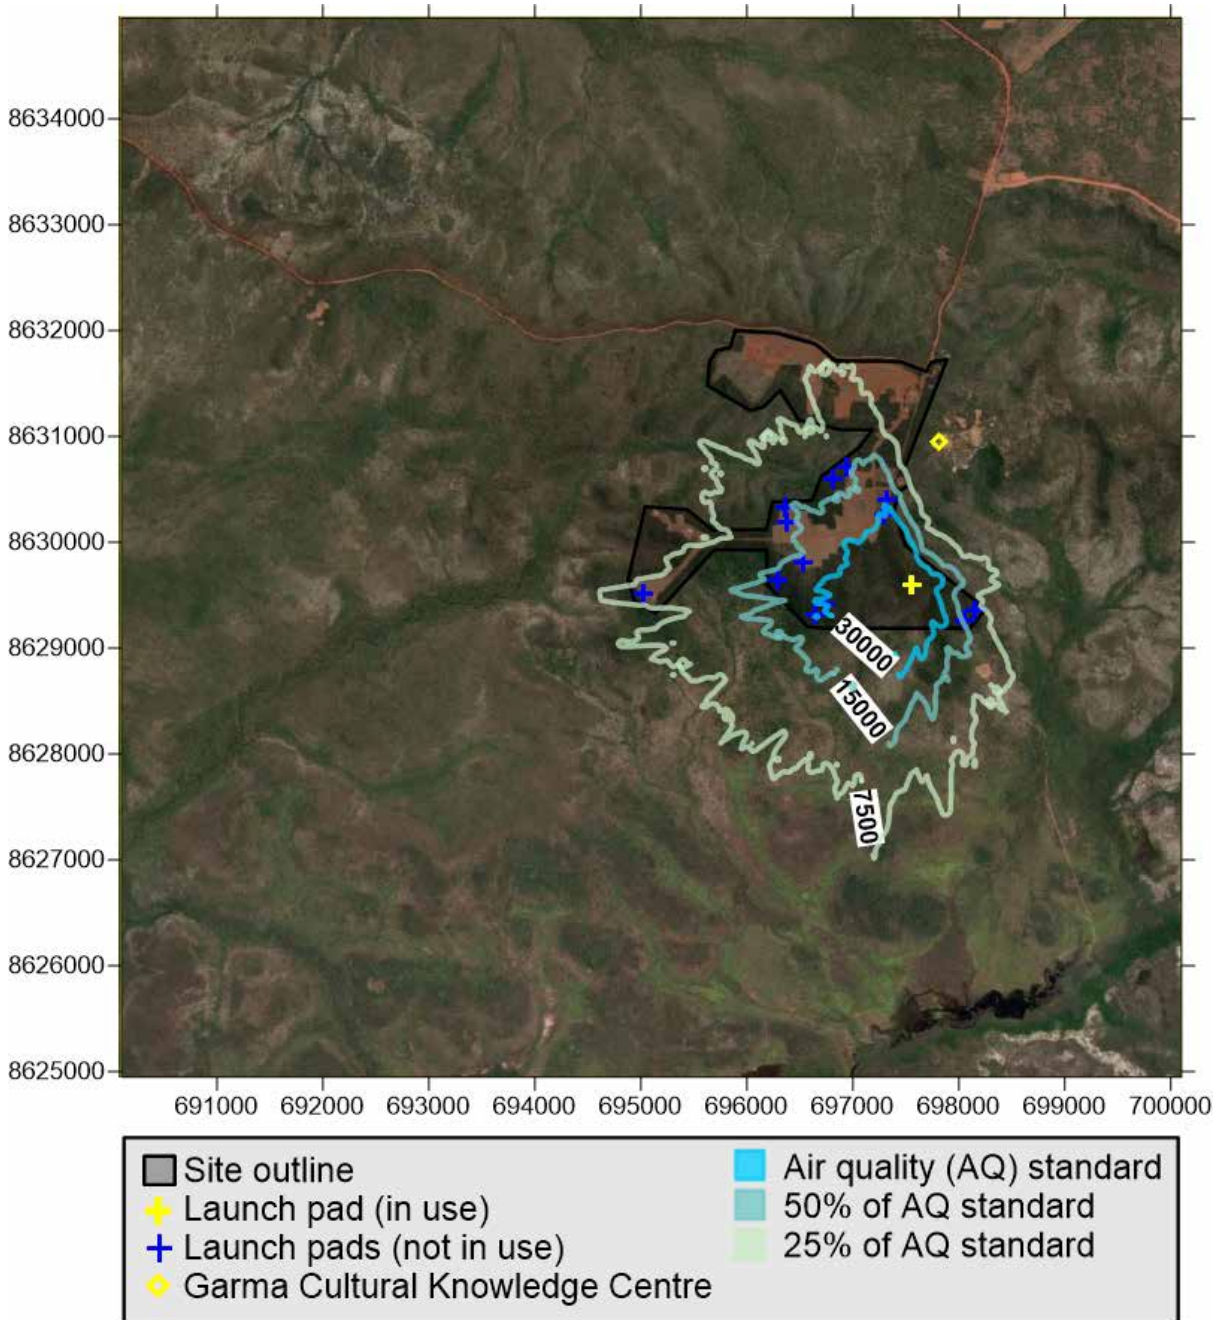 8634000
8633000
8632000
8631000
8630000
8629000
8628000
8627000
8626000
8625000
30000
15000
7500
691000 692000 693000 694000 695000 696000 697000 698000 699000 700000
Site outline
Launch pad (in use)
Launch pads (not in use)
Garma Cultural Knowledge Centre
Air quality (AQ) standard
50% of AQ standard
25% of AQ standard